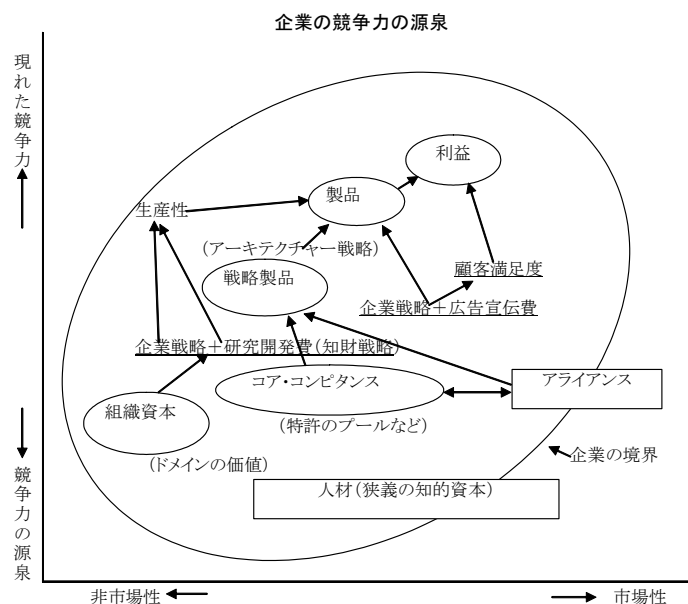 企業の競争力の源泉
現れた競争力
利益
製品
生産性
(アーキテクチャー戦略)
戦略製品
顧客満足度
企業戦略＋広告宣伝費
企業戦略＋研究開発費(知財戦略)
コア・コンピタンス
アライアンス
組織資本
(特許のプールなど)
(ドメインの価値)
企業の境界
競争力の源泉
人材(狭義の知的資本)
非市場性
市場性